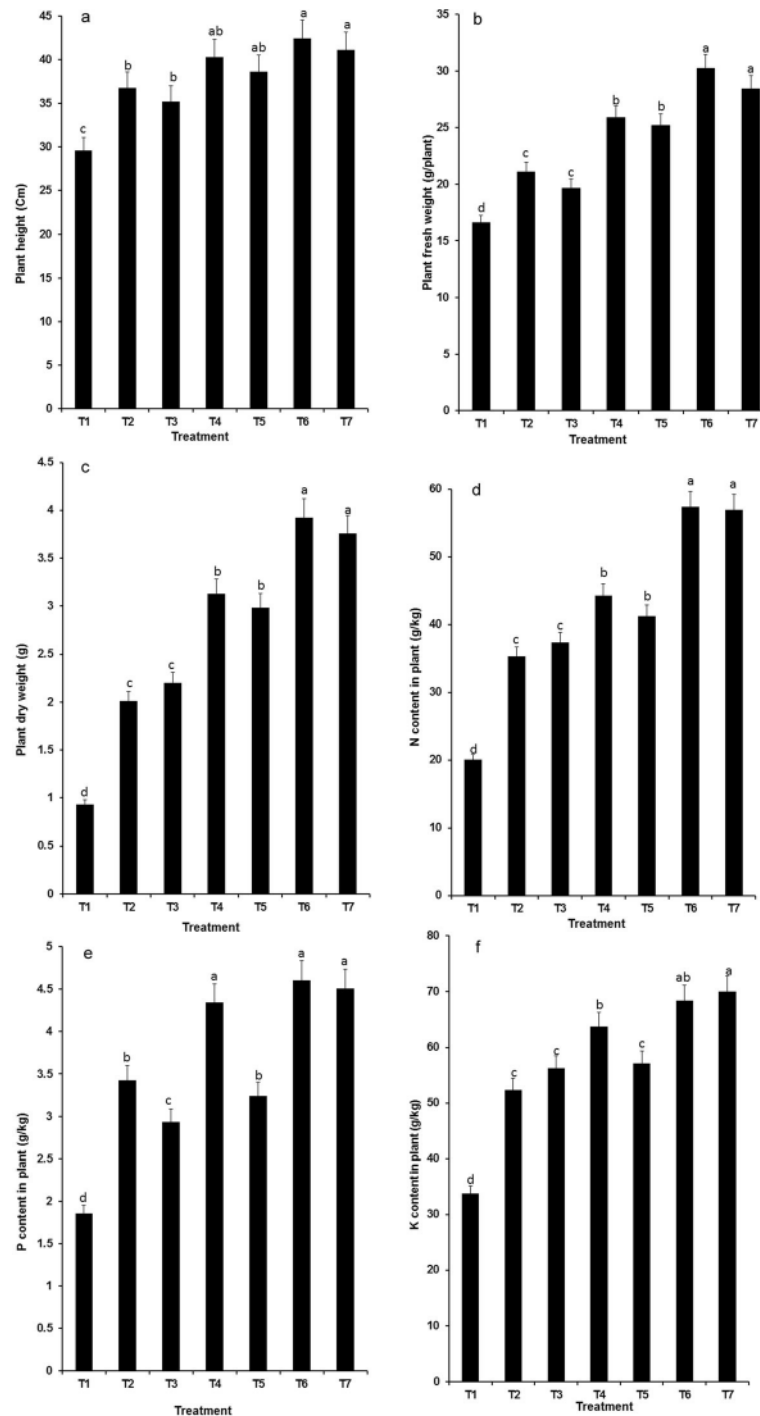 a
Plant height (Cm)
45
40
35
30
25
20
15
10
5
0
c
b
b
ab
ab
a
a
T1 T2 T3 T4 T5 T6 T7
Treatment
b
Plant fresh weight (g/plant)
35
30
25
20
15
10
5
0
d
c
c
b
b
a
a
T1 T2 T3 T4 T5 T6 T7
Treatment
c
Plant dry weight (g)
4.5
4
3.5
3
2.5
2
1.5
1
0.5
0
d
c
c
b
b
a
a
T1 T2 T3 T4 T5 T6 T7
Treatment
d
N content in plant (g/kg)
60
50
40
30
20
10
0
d
c
c
b
b
a
a
T1 T2 T3 T4 T5 T6 T7
Treatment
e
P content in plant (g/kg)
5
4.5
4
3.5
3
2.5
2
1.5
1
0.5
0
d
b
c
a
b
a
a
T1 T2 T3 T4 T5 T6 T7
Treatment
f
K content in plant (g/kg)
80
70
60
50
40
30
20
10
0
d
c
c
b
c
ab
a
T1 T2 T3 T4 T5 T6 T7
Treatment